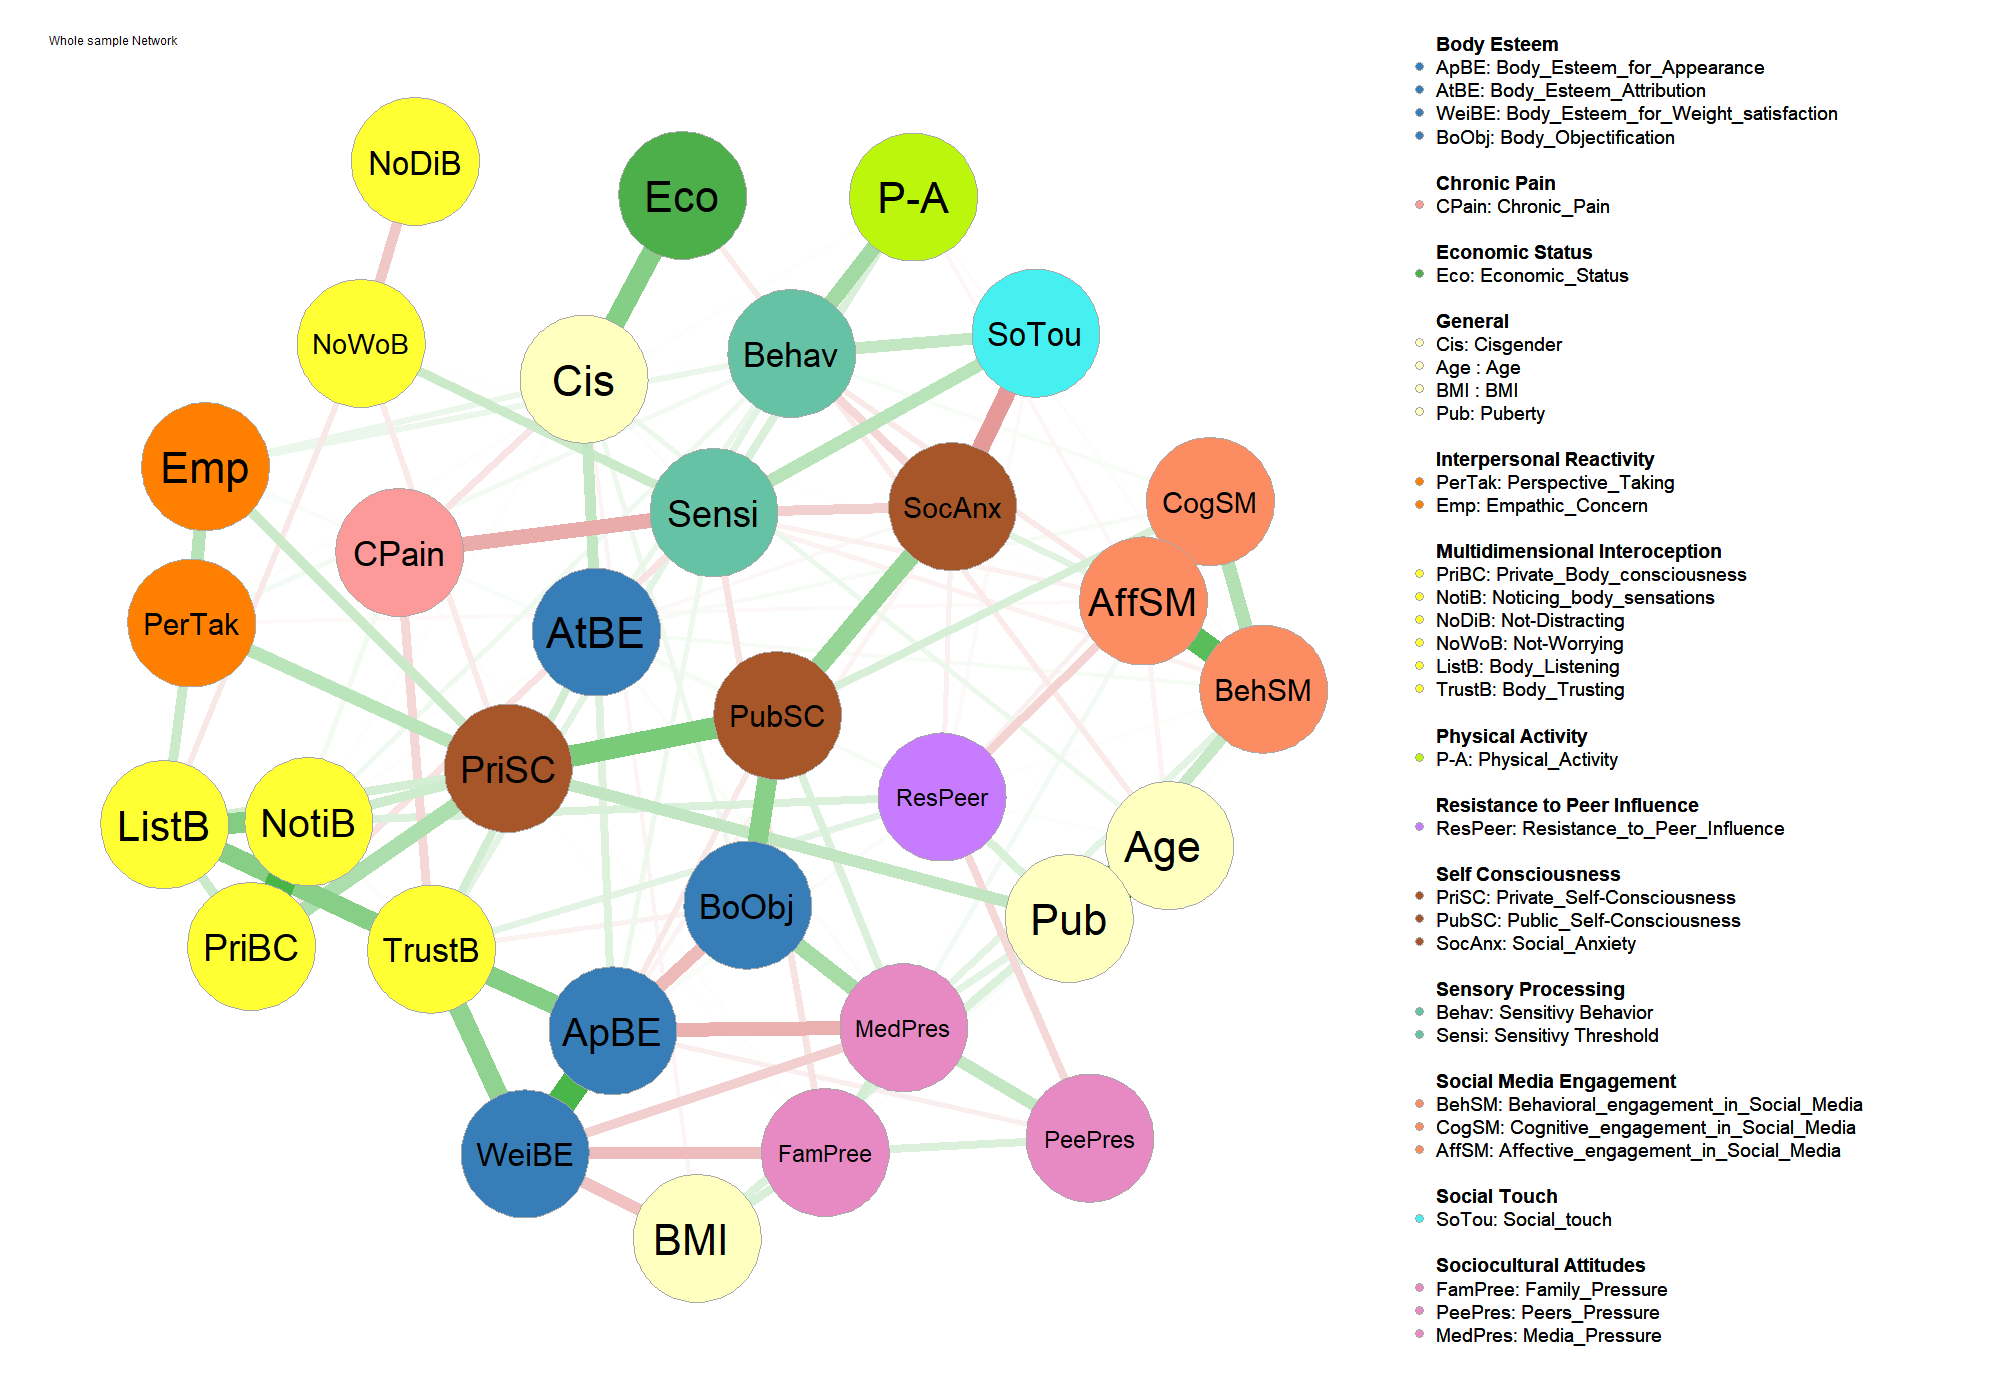 Whole sample Network
NoDiB
Eco
P-A
NoWoB
Cis
Behav
SoTou
Emp
CPain
Sensi
SocAnx
CogSM
PerTak
AtBE
AffSM
BehSM
PriSC
PubSC
ResPeer
ListB
NotiB
Age
PriBC
TrustB
BoObj
Pub
ApBE
MedPres
WeiBE
FamPree
PeePres
BMI
Body Esteem
ApBE: Body_Esteem_for_Appearance
AtBE: Body_Esteem_Attribution
WeiBE: Body_Esteem_for_Weight_satisfaction
BoObj: Body_Objectification
Chronic Pain
CPain: Chronic_Pain
Economic Status
Eco: Economic_Status
General
Cis: Cisgender
Age : Age
BMI : BMI
Pub: Puberty
Interpersonal Reactivity
PerTak: Perspective_Taking
Emp: Empathic_Concern
Multidimensional Interoception
PriBC: Private_Body_consciousness
NotiB: Noticing_body_sensations
NoDiB: Not-Distracting
NoWoB: Not-Worrying
ListB: Body_Listening
TrustB: Body_Trusting
Physical Activity
P-A: Physical_Activity
Resistance to Peer Influence
ResPeer: Resistance_to_Peer_Influence
Self Consciousness
PriSC: Private_Self-Consciousness
PubSC: Public_Self-Consciousness
SocAnx: Social_Anxiety
Sensory Processing
Behav: Sensitivy Behavior
Sensi: Sensitivy Threshold
Social Media Engagement
BehSM: Behavioral_engagement_in_Social_Media
CogSM: Cognitive_engagement_in_Social_Media
AffSM: Affective_engagement_in_Social_Media
Social Touch
SoTou: Social_touch
Sociocultural Attitudes
FamPree: Family_Pressure
PeePres: Peers_Pressure
MedPres: Media_Pressure